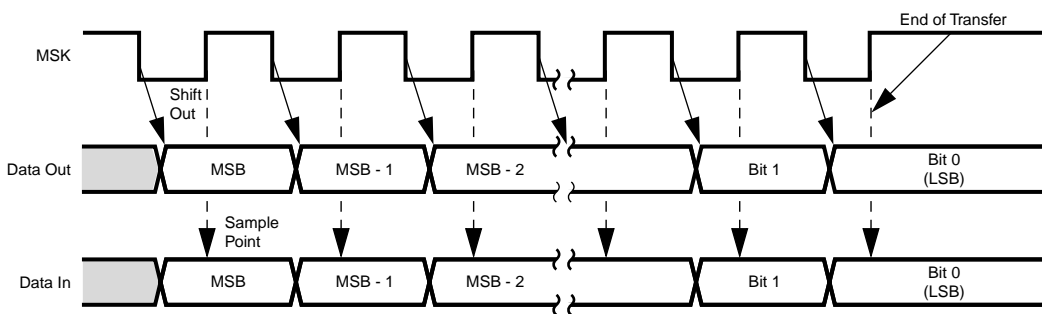 End of Transfer
MSK
Shift
Out
Data Out
MSB
MSB - 1
MSB - 2
Bit 1
Bit 0
(LSB)
Sample
Point
Data In
MSB
MSB - 1
MSB - 2
Bit 1
Bit 0
(LSB)